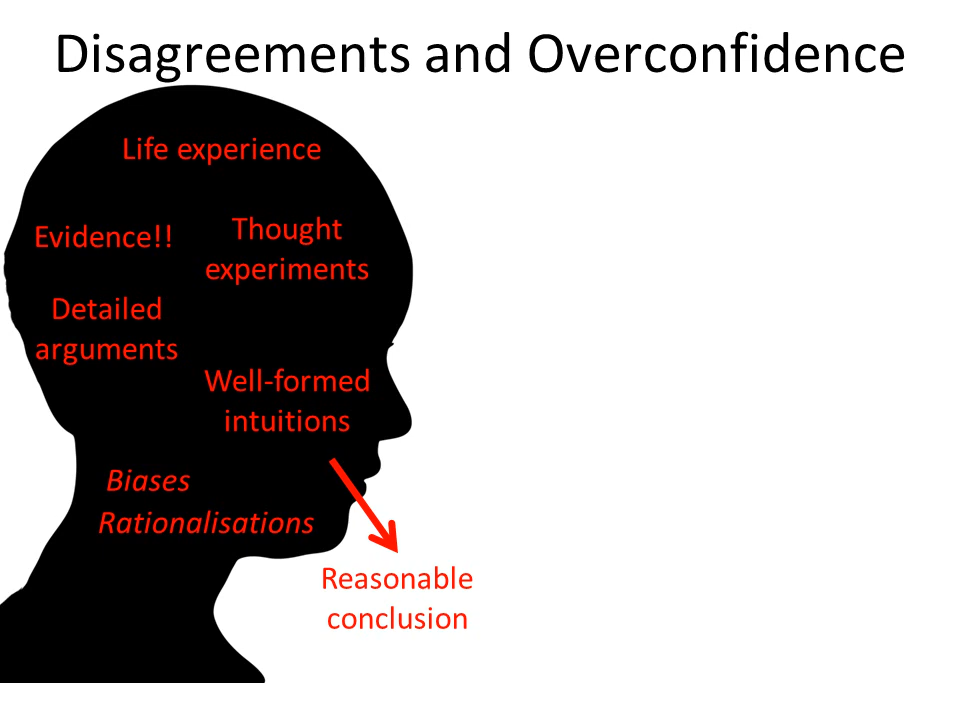 Disagreements and Overconfidence
Life experience
Evidence!!
Thought
experiments
Detailed
arguments
Well-formed
intuitions
Biases
Rationalisations
Reasonable
conclusion